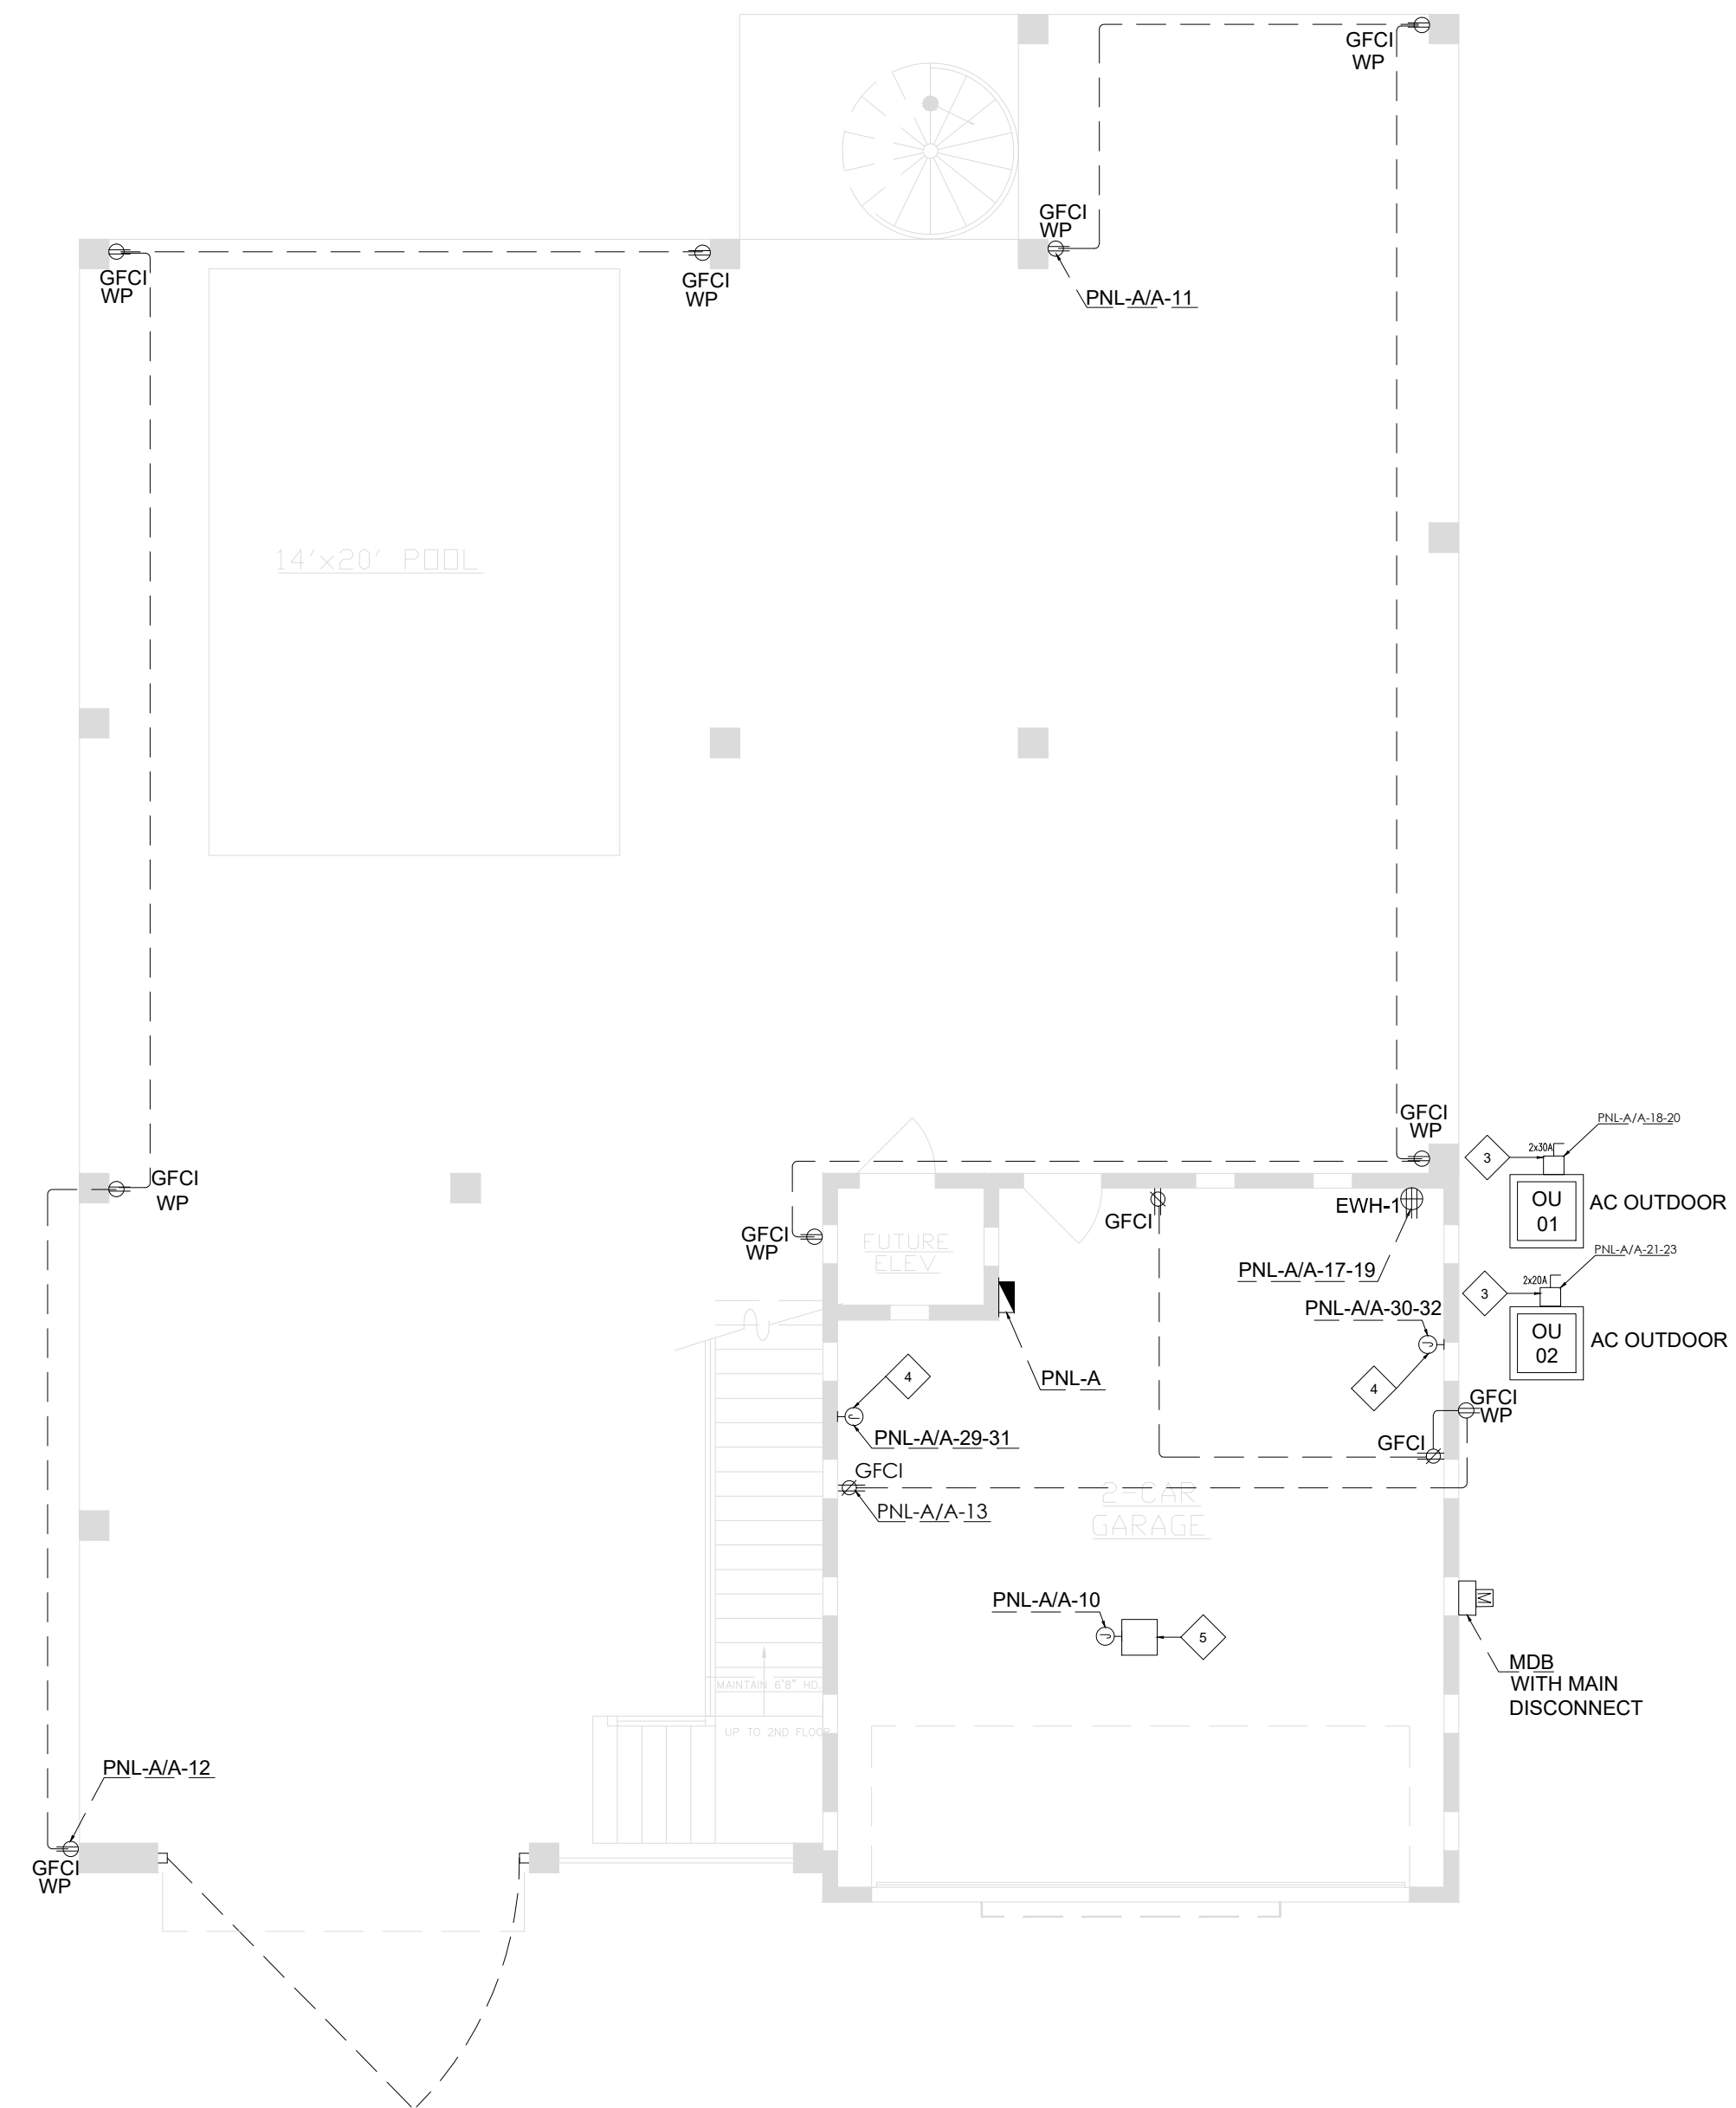 GFCI
WP
GFCI
WP
PNL-A/A-11
GFCI
WP
GFCI
WP
14'x20' POOL
GFCI
WP
GFCI
WP
PNL-A/A-18-20
2x30A
3
OU
01
AC OUTDOOR
EWH-1
GFCI
GFCI
WP
FUTURE
ELEV
PNL-A/A-17-19
PNL-A/A-21-23
2x20A
3
OU
02
AC OUTDOOR
PNL-A/A-30-32
J
4
PNL-A
4
J
PNL-A/A-29-31
GFCI
WP
GFCI
GFCI
PNL-A/A-13
2-CAR
GARAGE
PNL-A/A-10
J
5
M
MDB
WITH MAIN
DISCONNECT
MAINTAIN 6'8" HD.
UP TO 2ND FLOOR
PNL-A/A-12
GFCI
WP